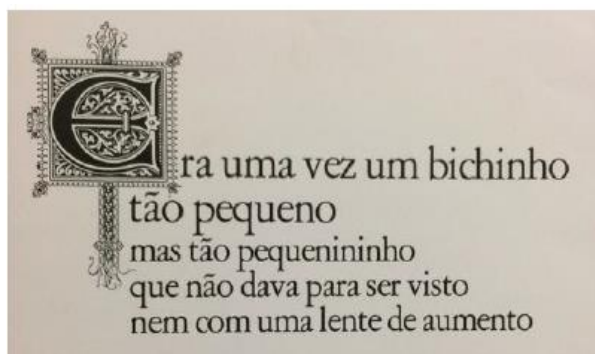 Era uma vez um bichinho
tão pequeno
mas tão pequenininho
que não dava para ser visto
nem com uma lente de aumento